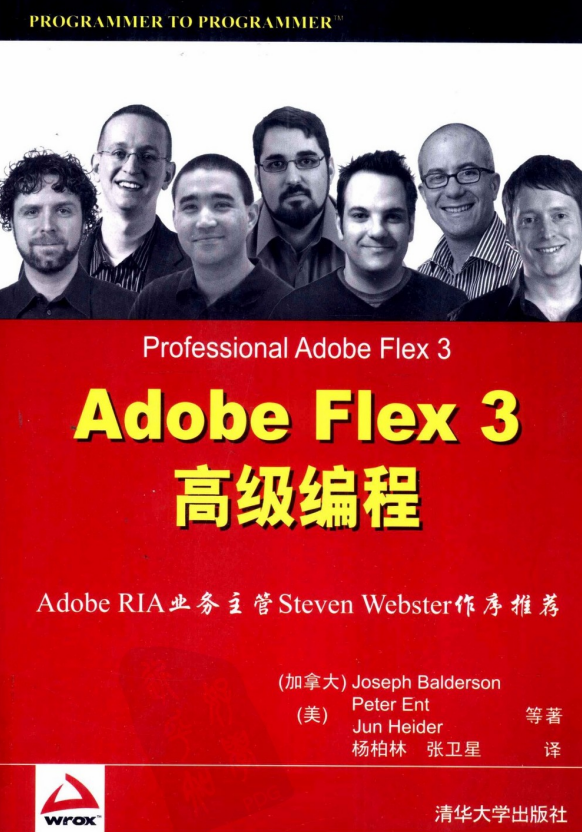 PROGRAMMER TO PROGRAMMER™
Professional Adobe Flex 3
Adobe Flex 3
高级编程
Adobe RIA业务主管Steven Webster作序推荐
(加拿大) Joseph Balderson
(美) Peter Ent
Jun Heider
等著
杨柏林 张卫星 译
wrox™
清华大学出版社